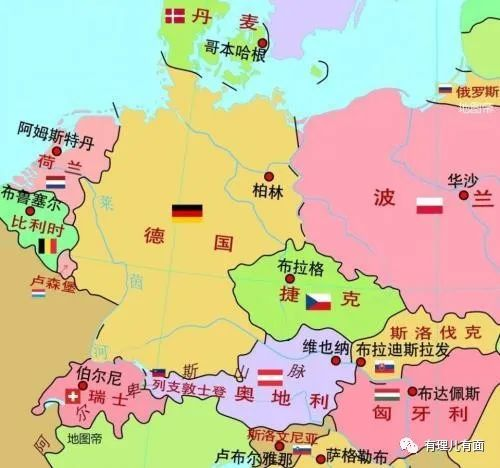 丹麦
哥本哈根
俄罗斯
地图帝
阿姆斯特丹
荷兰
柏林
华沙
波兰
布鲁塞尔
比利时
莱茵河
德国
卢森堡
布拉格
捷克
斯洛伐克
维也纳
布拉迪斯拉发
伯尔尼
瑞士
列支敦士登
阿尔卑斯山脉
奥地利
布达佩斯
匈牙利
地图帝
斯洛文尼亚
卢布尔雅那
萨格勒布
有理儿有面